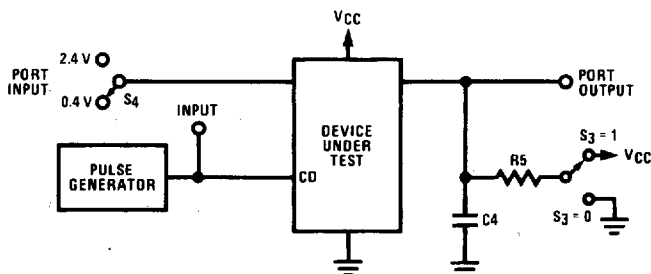 VCC
2.4 V
PORT
INPUT
0.4 V
S4
INPUT
PULSE
GENERATOR
CD
DEVICE
UNDER
TEST
PORT
OUTPUT
S3 = 1
VCC
R5
C4
S3 = 0